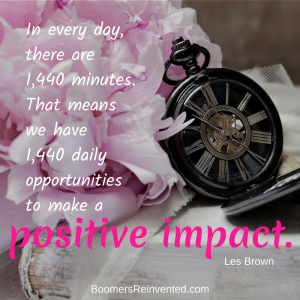 In every day,
there are
1,440 minutes.
That means
we have
1,440 daily
opportunities
to make a
positive impact.
Les Brown
BoomersReinvented.com